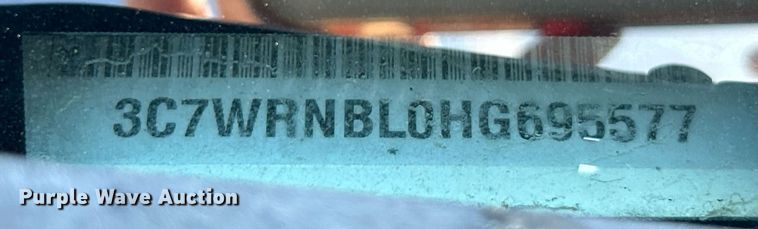 3C7WRNBL0HG695577
Purple Wave Auction